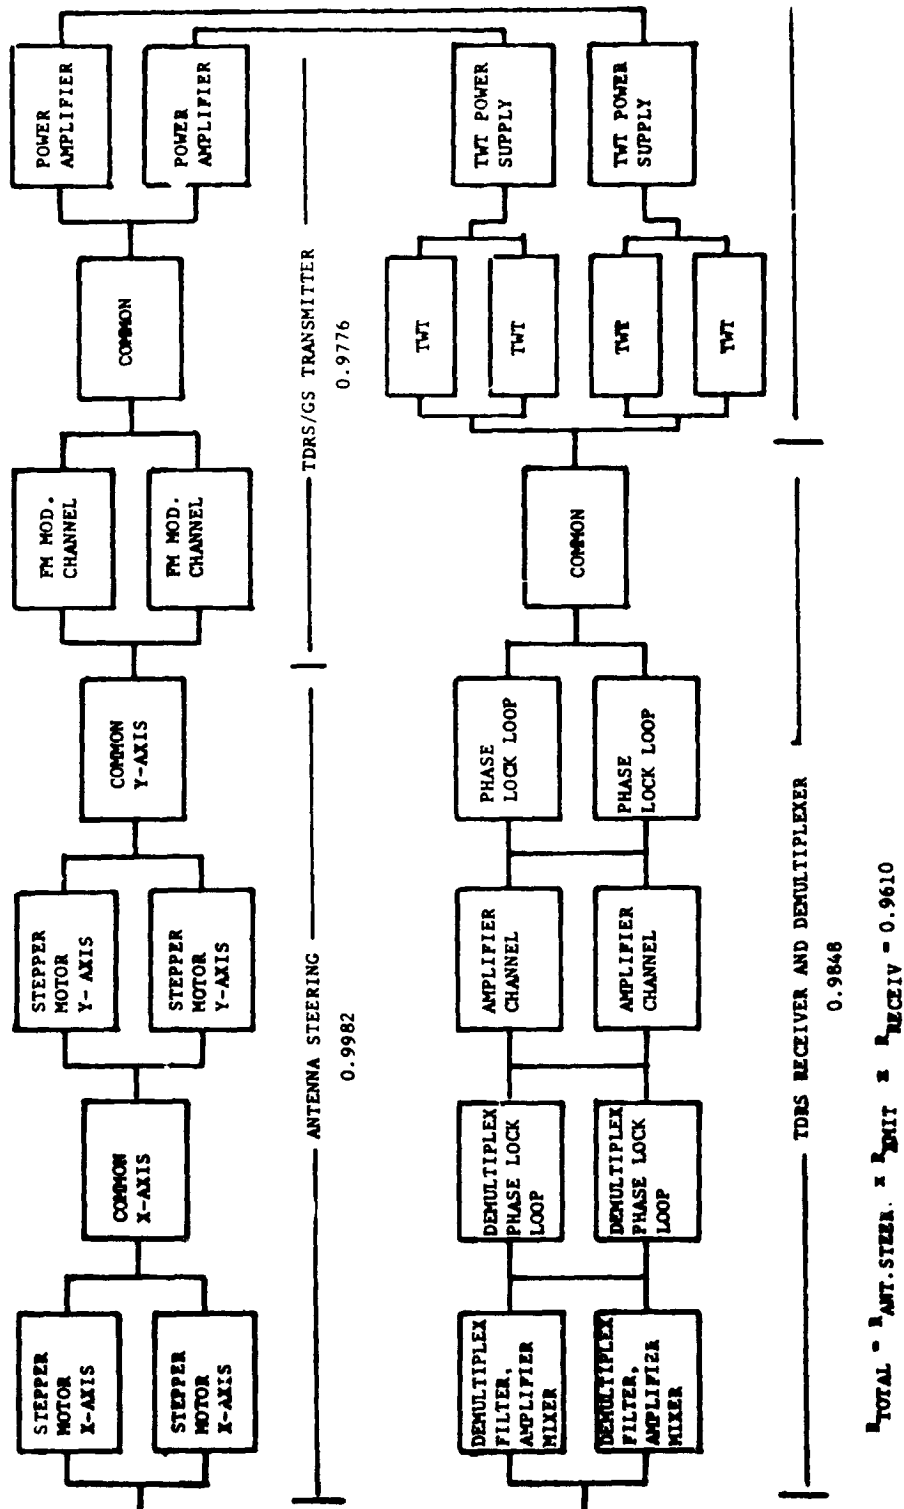 STEPPER
MOTOR
X-AXIS
STEPPER
MOTOR
X-AXIS
COMMON
X-AXIS
STEPPER
MOTOR
Y- AXIS
STEPPER
MOTOR
Y-AXIS
COMMON
Y-AXIS
FM MOD.
CHANNEL
FM MOD.
CHANNEL
COMMON
POWER
AMPLIFIER
POWER
AMPLIFIER
ANTENNA STEERING
0.9982
TDRS/GS TRANSMITTER
0.9776
DEMULTIPLEX
FILTER,
AMPLIFIER
MIXER
DEMULTIPLEX
FILTER,
AMPLIFIER
MIXER
DEMULTIPLEX
PHASE LOCK
LOOP
DEMULTIPLEX
PHASE LOCK
LOOP
AMPLIFIER
CHANNEL
AMPLIFIER
CHANNEL
PHASE
LOCK LOOP
PHASE
LOCK LOOP
COMMON
TWT
TWT
TWT
TWT
TWT POWER
SUPPLY
TWT POWER
SUPPLY
TDRS RECEIVER AND DEMULTIPLEXER
0.9848
R TOTAL = R ANT.STEER. x R XMIT x R RECEIV = 0.9610